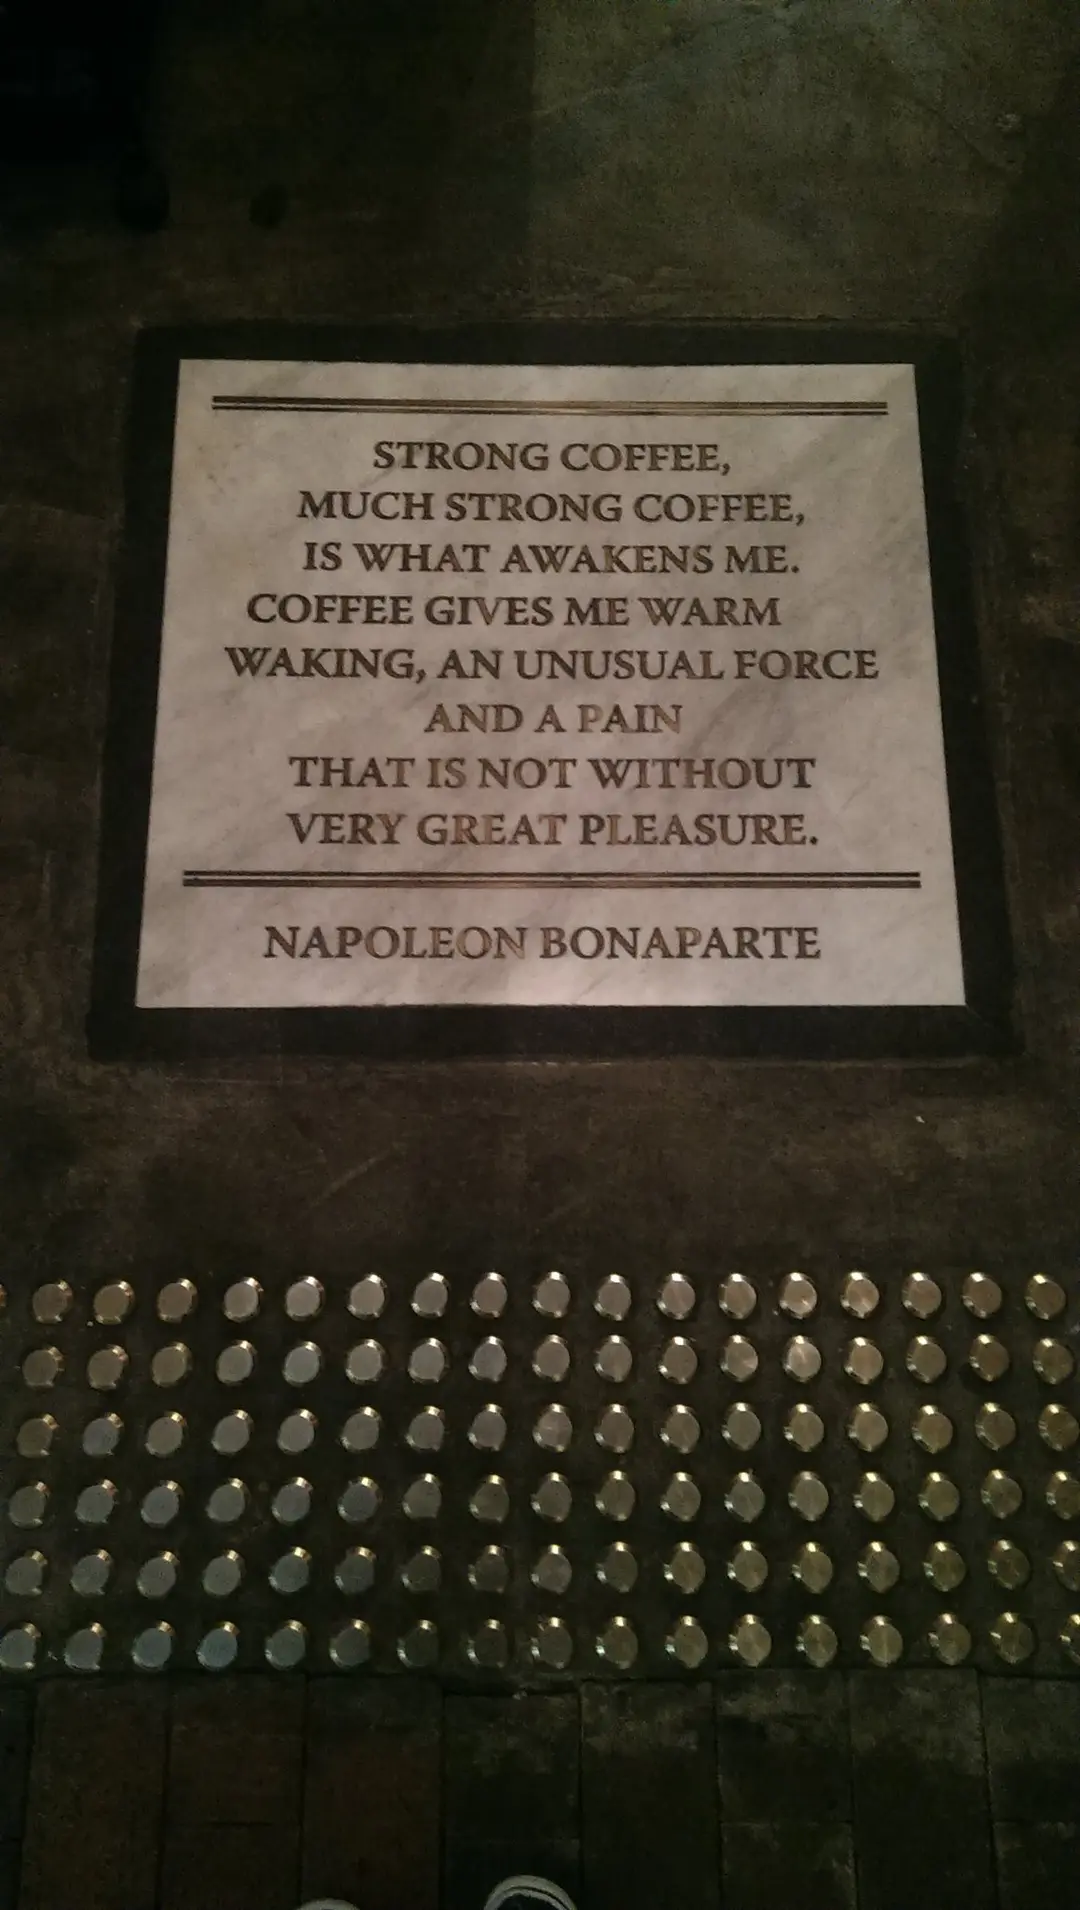 STRONG COFFEE,
MUCH STRONG COFFEE,
IS WHAT AWAKENS ME.
COFFEE GIVES ME WARM
WAKING, AN UNUSUAL FORCE
AND A PAIN
THAT IS NOT WITHOUT
VERY GREAT PLEASURE.
NAPOLEON BONAPARTE